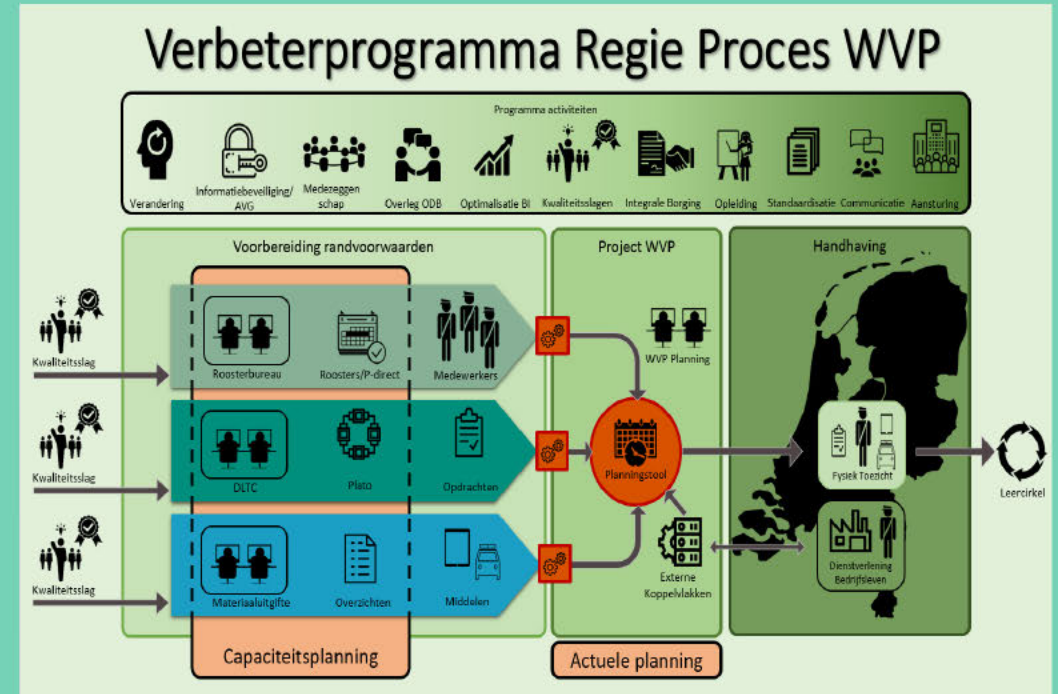 Verbeterprogramma Regie Proces WVP
Programma activiteiten
Verandering
Informatiebeveiliging/
AVG
Medezeggen
schap
Overleg ODB
Optimalisatie BI
Kwaliteitsslagen
Integrale Borging
Opleiding
Standaardisatie
Communicatie
Aansturing
Voorbereiding randvoorwaarden
Project WVP
Handhaving
Kwaliteitsslag
Roosterbureau
Roosters/P-direct
Medewerkers
WVP Planning
Kwaliteitsslag
DLTC
Plato
Opdrachten
Planningstool
Fysiek Toezicht
Leercirkel
Kwaliteitsslag
Materiaaluitgifte
Overzichten
Middelen
Externe
Koppelvlakken
Dienstverlening
Bedrijfsleven
Capaciteitsplanning
Actuele planning